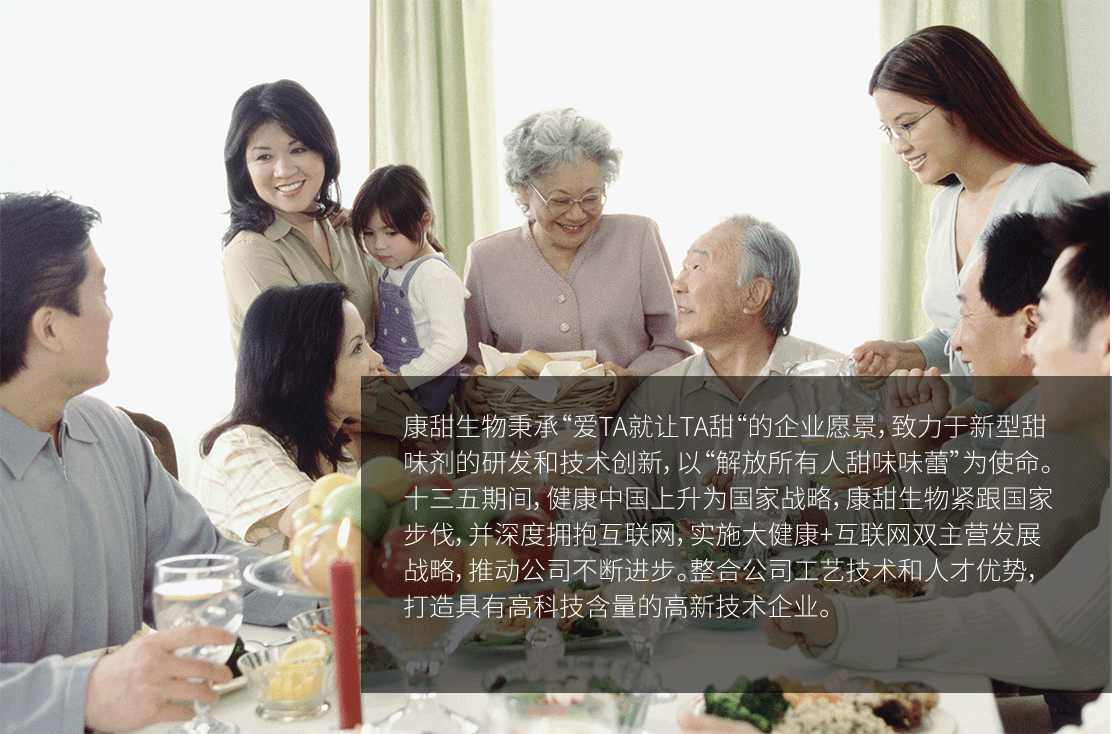 康甜生物秉承“爱TA就让TA甜“的企业愿景，致力于新型甜
味剂的研发和技术创新，以“解放所有人甜味味蕾”为使命。
十三五期间，健康中国上升为国家战略，康甜生物紧跟国家
步伐，并深度拥抱互联网，实施大健康+互联网双主营发展
战略，推动公司不断进步。整合公司工艺技术和人才优势，
打造具有高科技含量的高新技术企业。